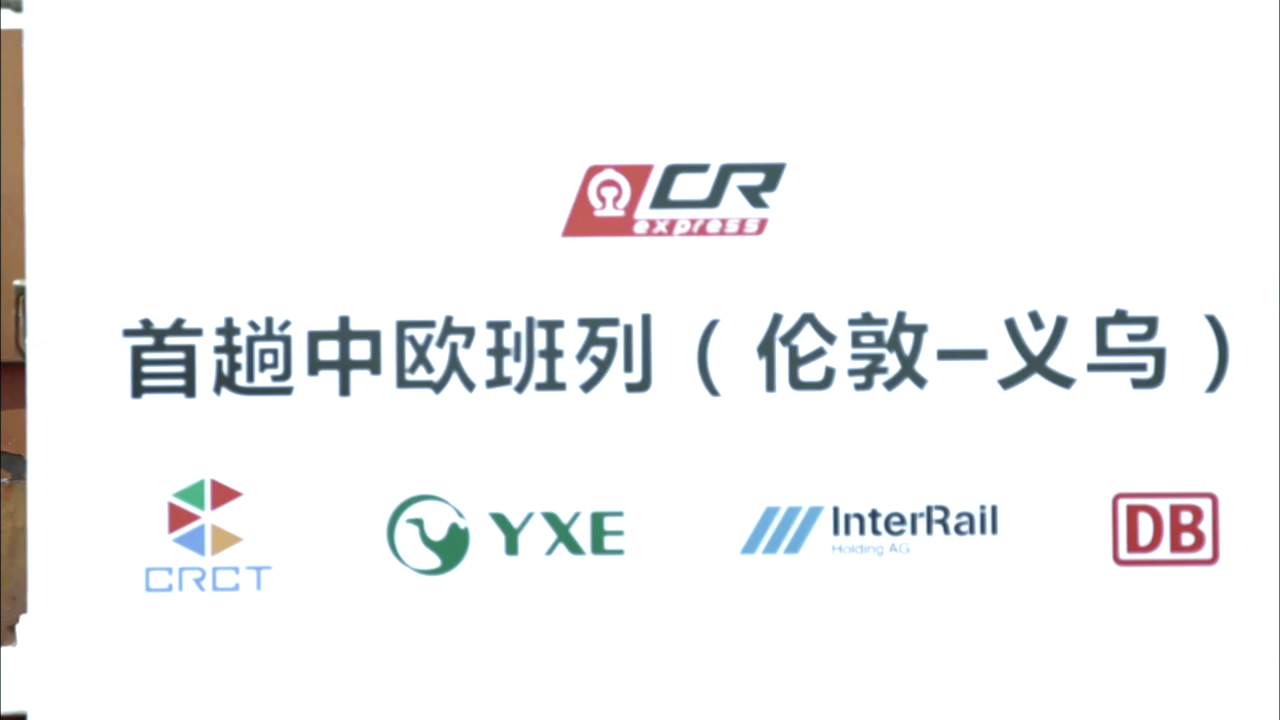 CR
express
首趟中欧班列（伦敦-义乌）
CRCT
YXE
InterRail
Holding AG
DB